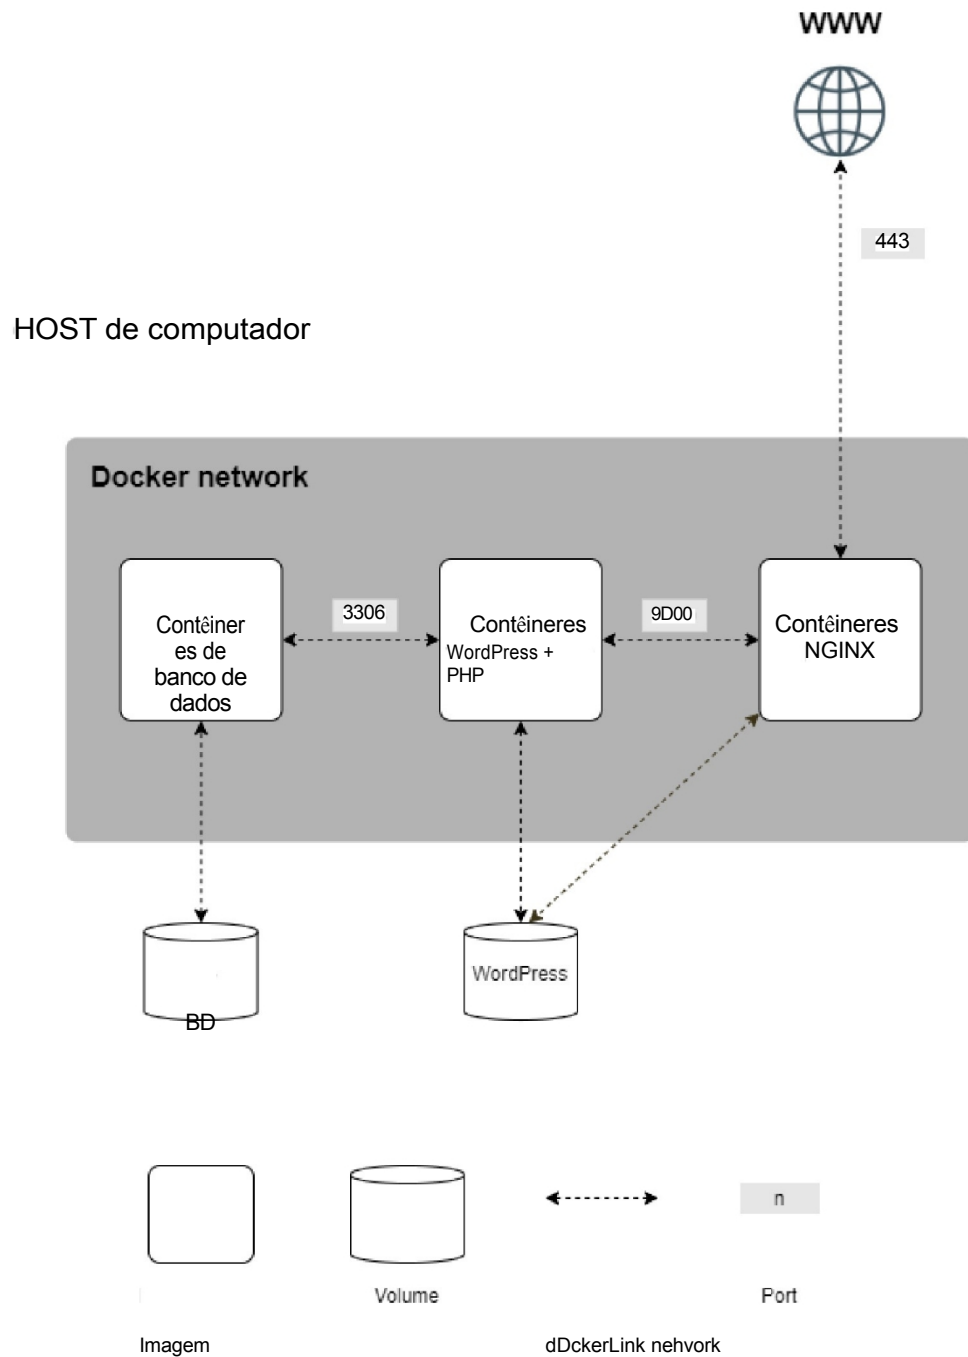 WWW
443
HOST de computador
Docker network
Contêiner
es de
banco de
dados
3306
Contêineres
WordPress +
PHP
9D00
Contêineres
NGINX
BD
WordPress
n
Volume
Port
Imagem
dDckerLink nehvork